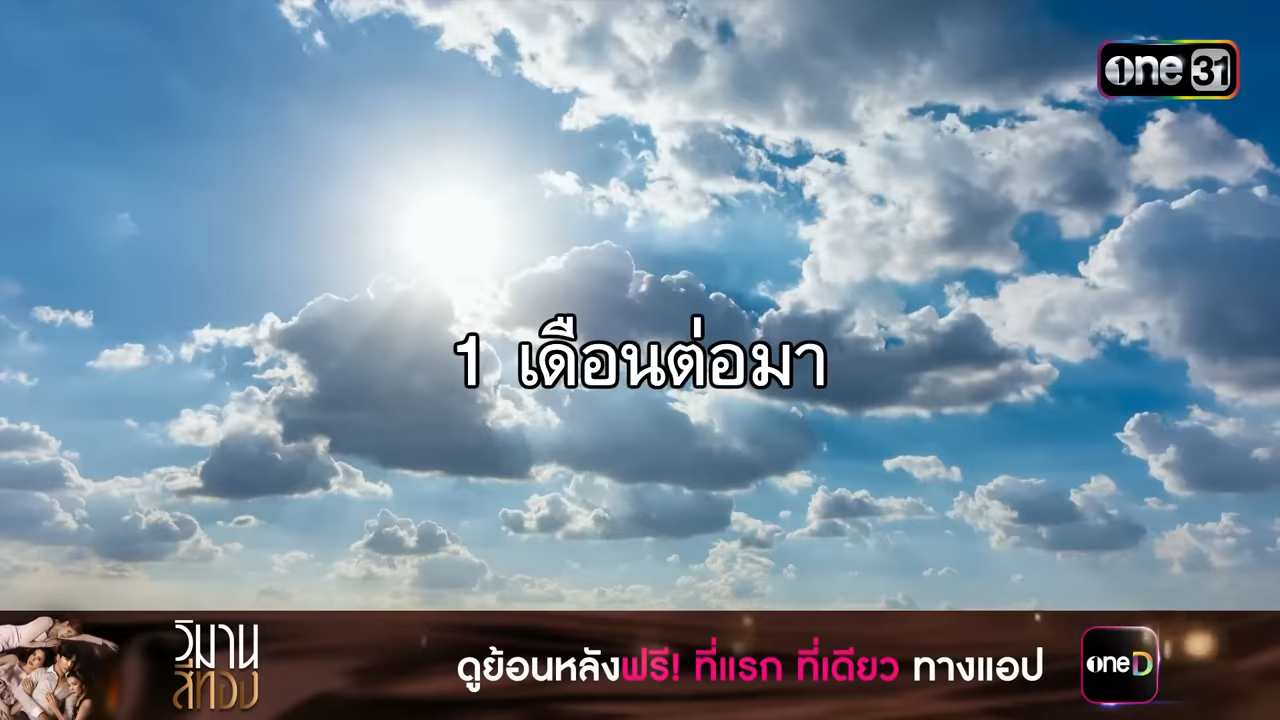 one31
1 เดือนต่อมา
วิมาน
สีทอง
ดูย้อนหลังฟรี! ที่แรก ที่เดียว ทางแอป
oneD